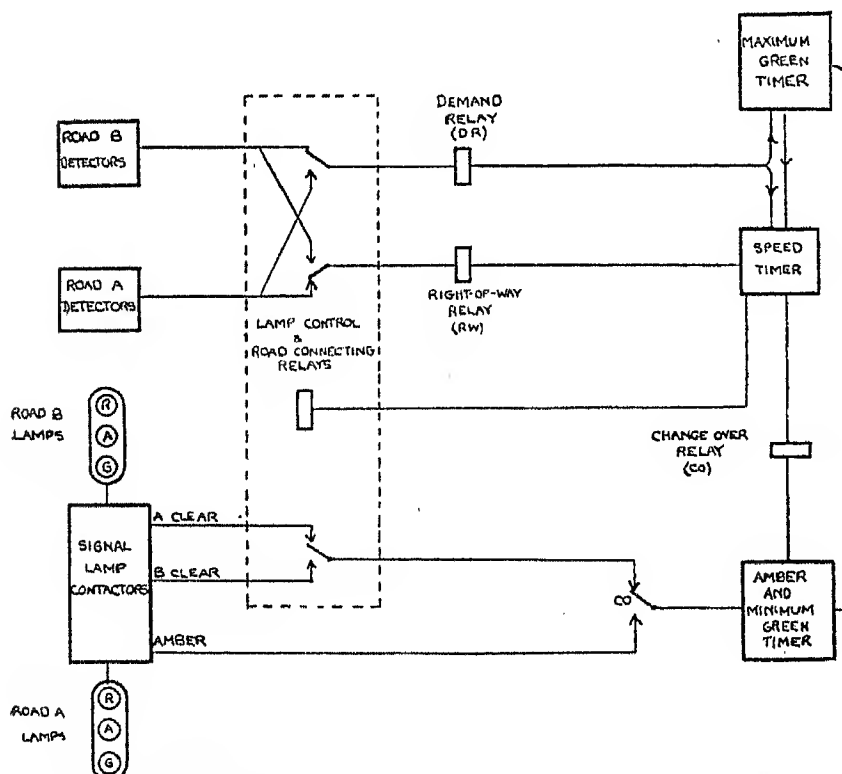 MAXIMUM
GREEN
TIMER
DEMAND
RELAY
(DR)
ROAD B
DETECTORS
SPEED
TIMER
ROAD A
DETECTORS
RIGHT-OF-WAY
RELAY
(RW)
LAMP CONTROL
&
ROAD CONNECTING
RELAYS
ROAD B
LAMPS
R
A
G
CHANGE OVER
RELAY
(CO)
A CLEAR
SIGNAL
LAMP
CONTACTORS
B CLEAR
CO
AMBER
AND
MINIMUM
GREEN
TIMER
AMBER
ROAD A
LAMPS
R
A
G